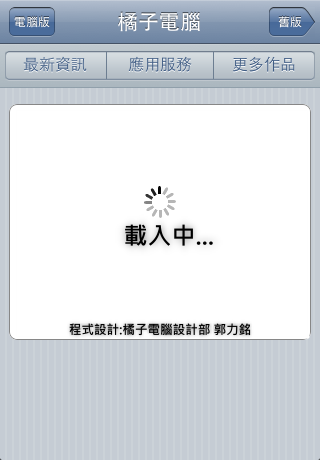 電腦版 橘子電腦 舊版
最新資訊 應用服務 更多作品
載入中...
程式設計:橘子電腦設計部 郭力銘